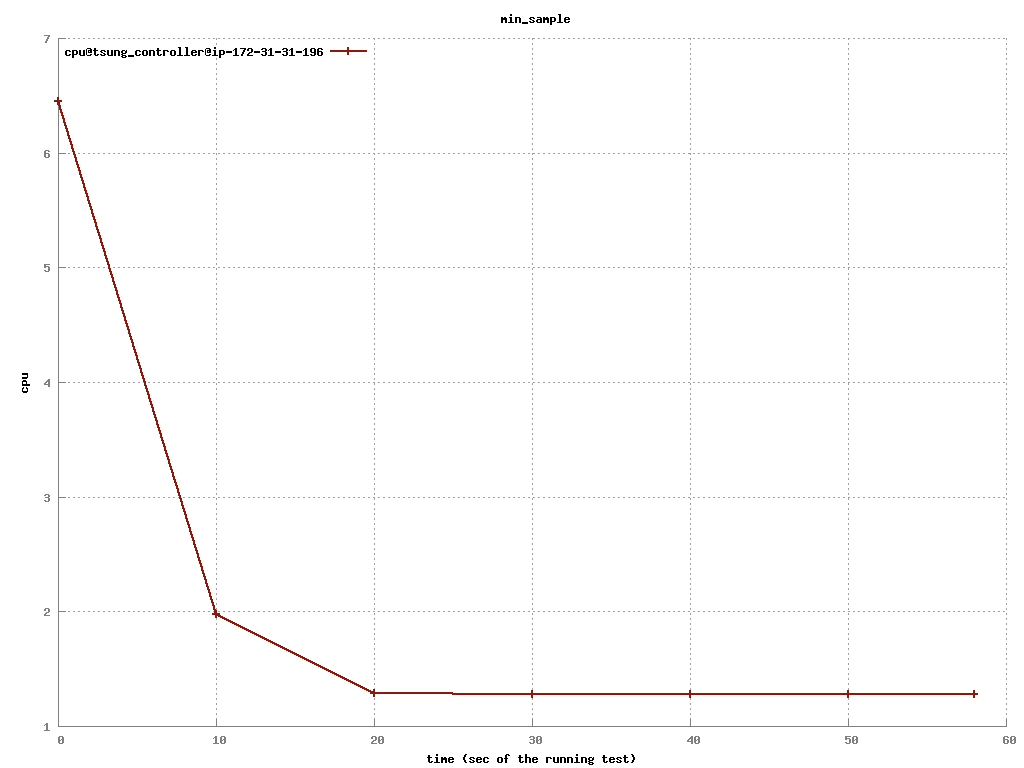 min_sample
cpu@tsung_controller@ip-172-31-31-196
7
6
5
4
3
2
1
cpu
0 10 20 30 40 50 60
time (sec of the running test)